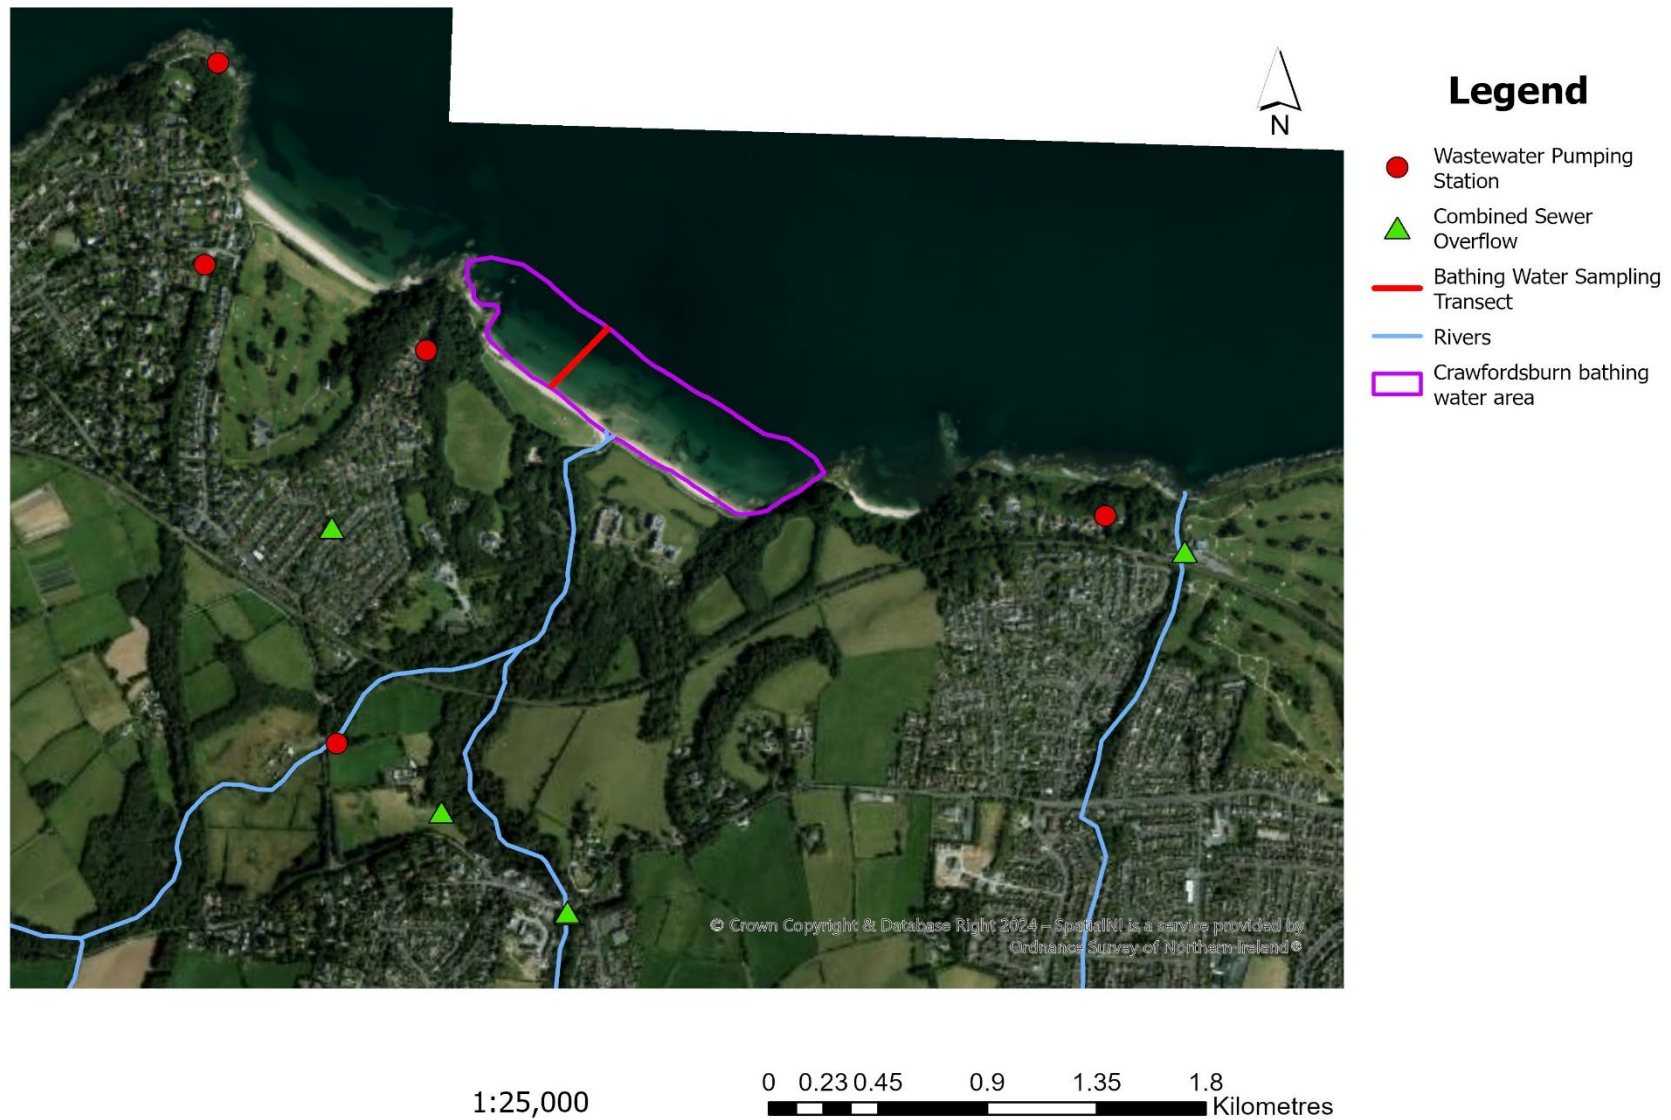 N
Legend
Wastewater Pumping
Station
Combined Sewer
Overflow
Bathing Water Sampling
Transect
Rivers
Crawfordsburn bathing
water area
© Crown Copyright & Database Right 2024 – SpatialNI is a service provided by
Ordnance Survey of Northern Ireland®
1:25,000
0 0.23 0.45 0.9 1.35 1.8
Kilometres